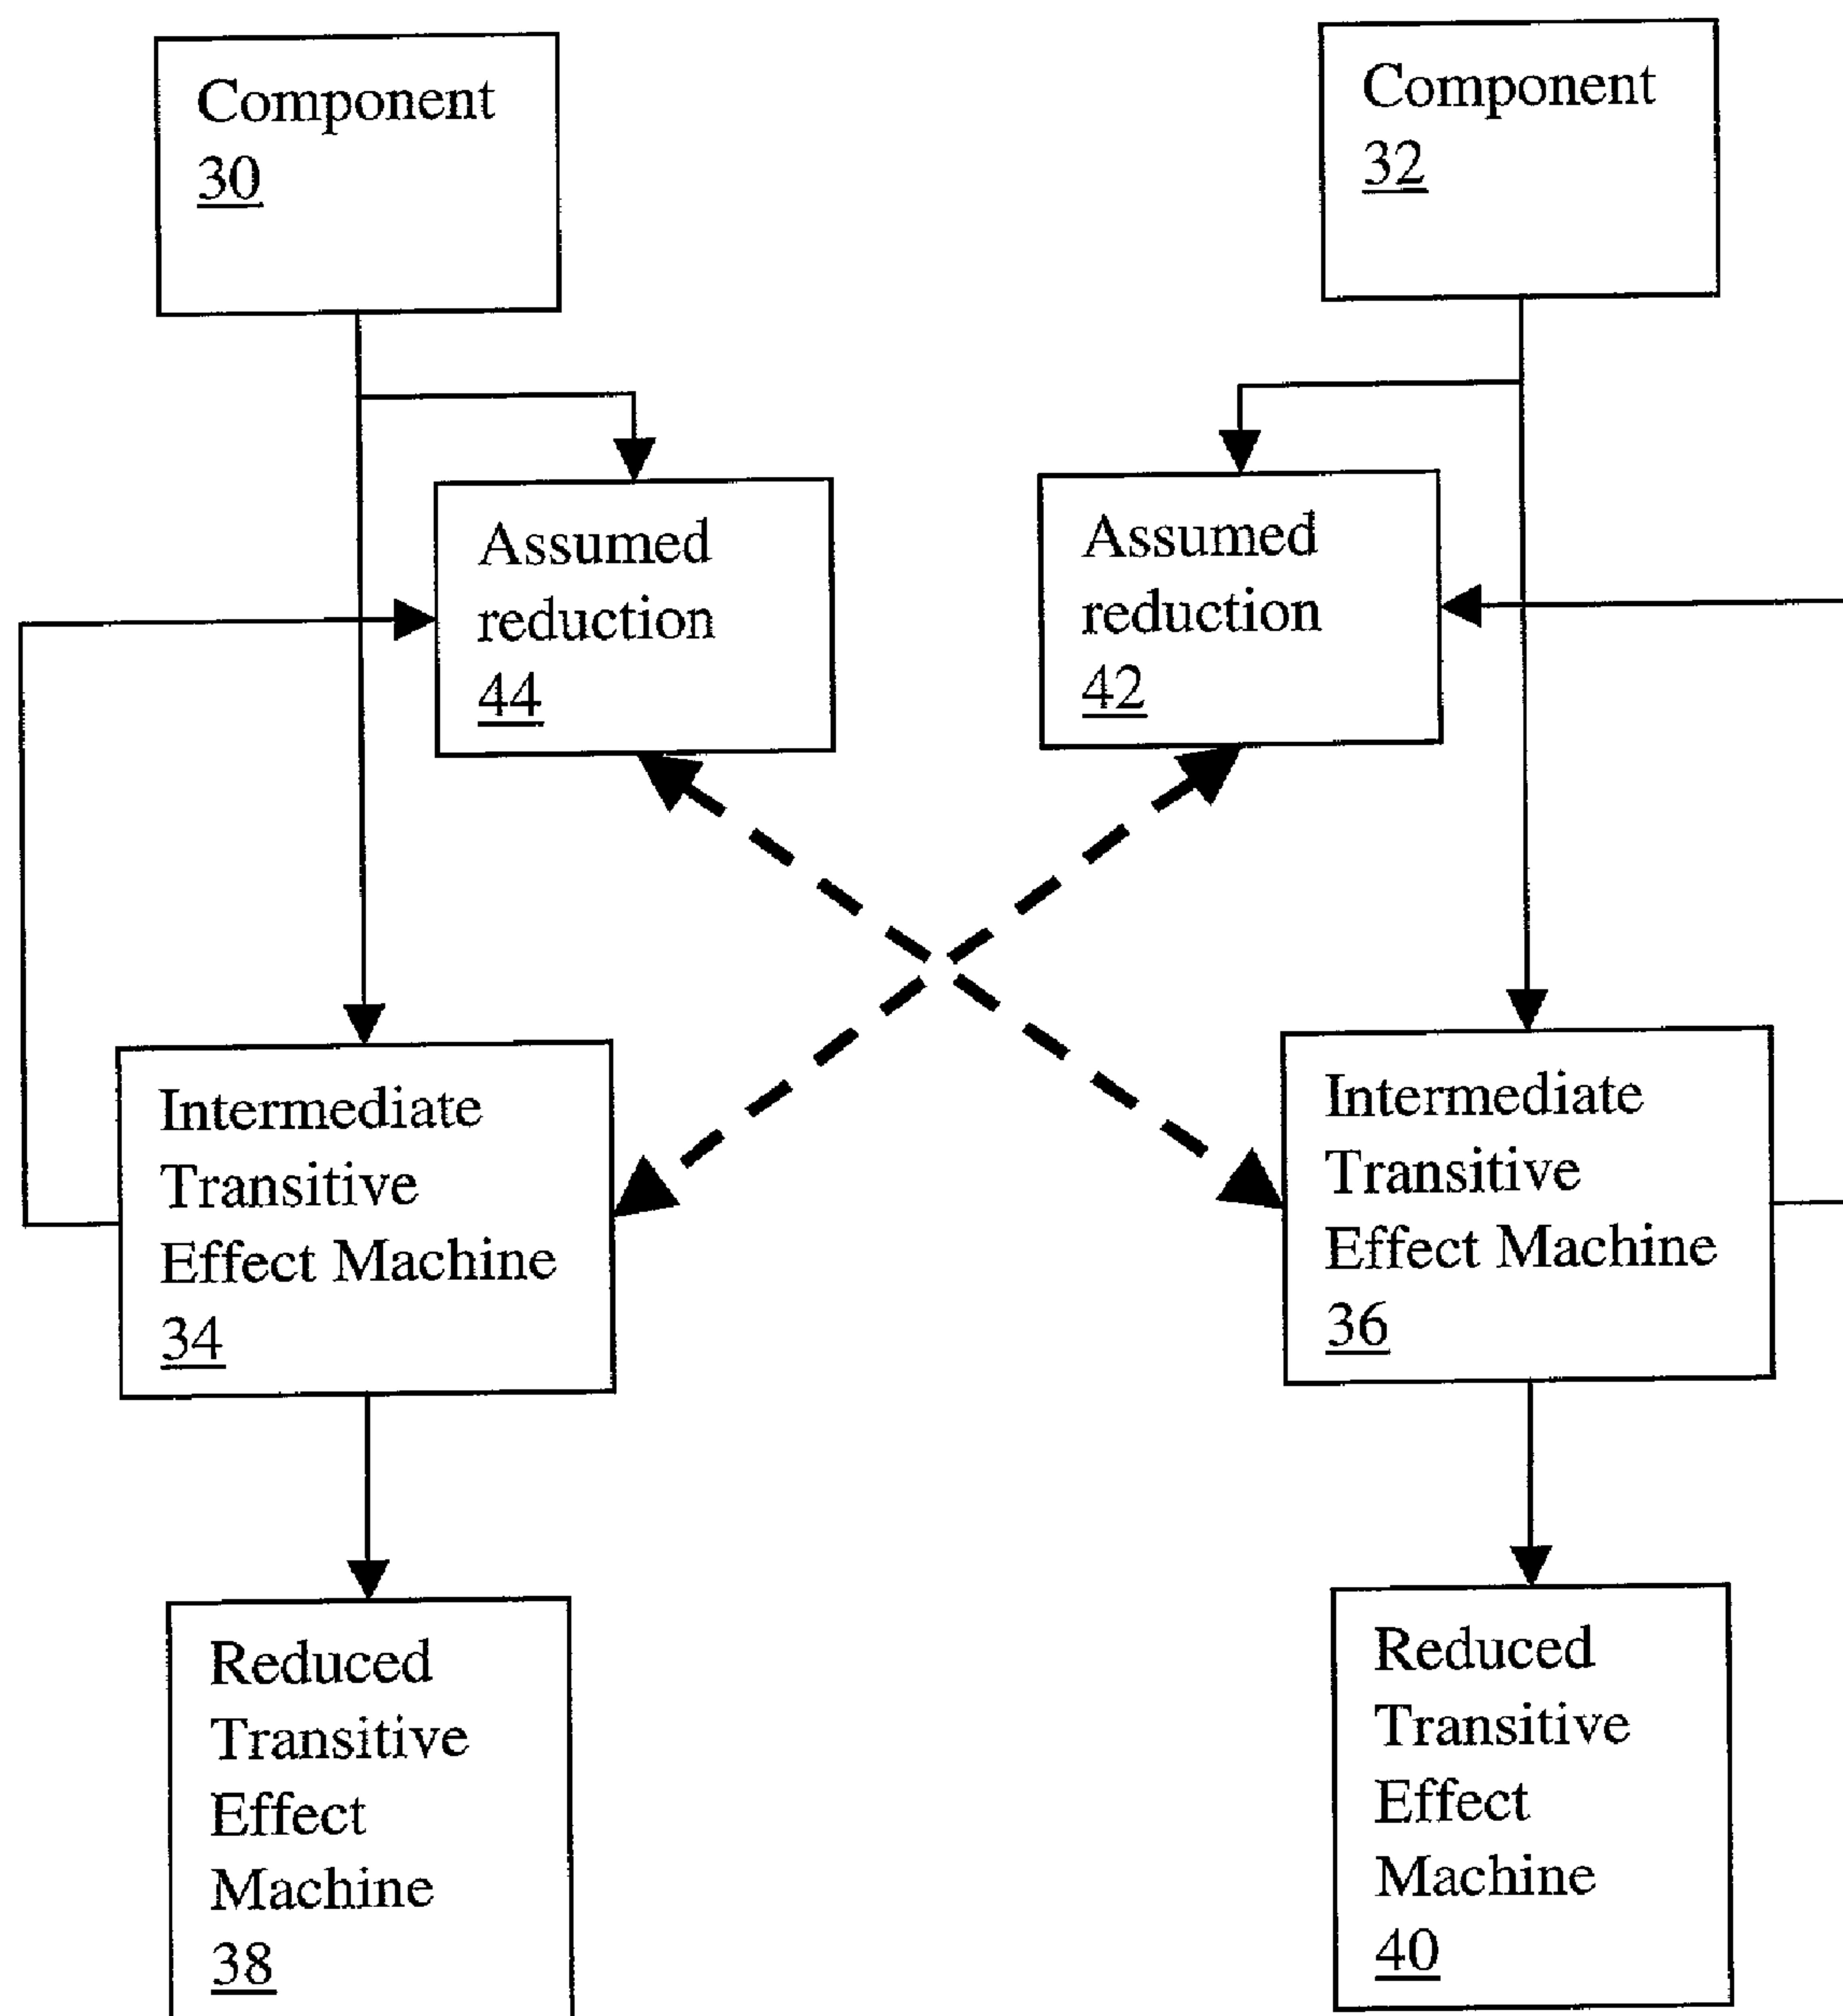 Component
30
Component
32
Assumed
reduction
44
Assumed
reduction
42
Intermediate
Transitive
Effect Machine
34
Intermediate
Transitive
Effect Machine
36
Reduced
Transitive
Effect
Machine
38
Reduced
Transitive
Effect
Machine
40